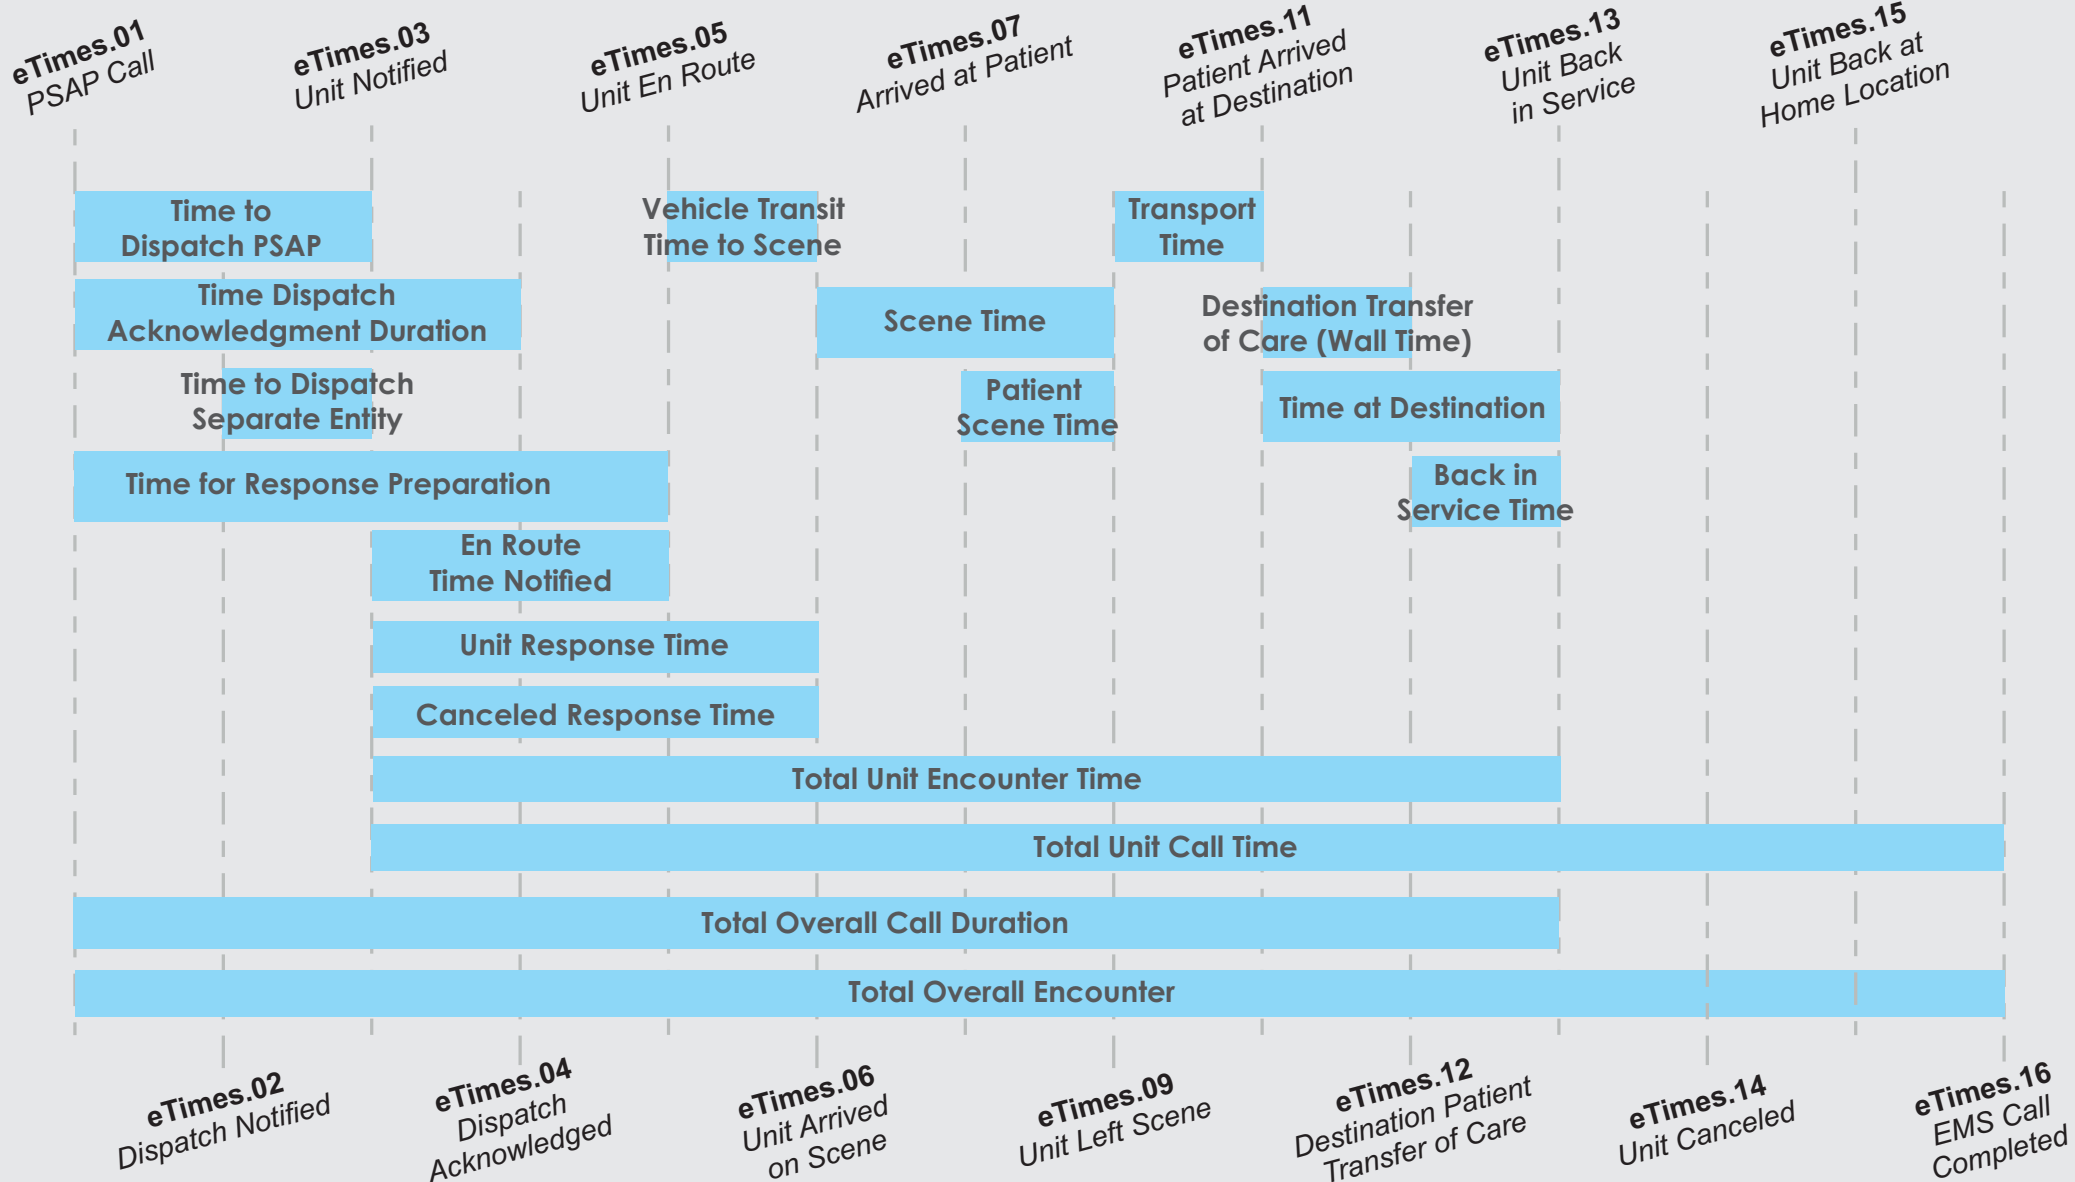 eTimes.01
PSAP Call
eTimes.03
Unit Notified
eTimes.05
Unit En Route
eTimes.07
Arrived at Patient
eTimes.11
Patient Arrived
at Destination
eTimes.13
Unit Back
in Service
eTimes.15
Unit Back at
Home Location
Time to
Dispatch PSAP
Vehicle Transit
Time to Scene
Transport
Time
Time Dispatch
Acknowledgment Duration
Scene Time
Destination Transfer
of Care (Wall Time)
Time to Dispatch
Separate Entity
Patient
Scene Time
Time at Destination
Time for Response Preparation
Back in
Service Time
En Route
Time Notified
Unit Response Time
Canceled Response Time
Total Unit Encounter Time
Total Unit Call Time
Total Overall Call Duration
Total Overall Encounter
eTimes.02
Dispatch Notified
eTimes.04
Dispatch
Acknowledged
eTimes.06
Unit Arrived
on Scene
eTimes.09
Unit Left Scene
eTimes.12
Destination Patient
Transfer of Care
eTimes.14
Unit Canceled
eTimes.16
EMS Call
Completed